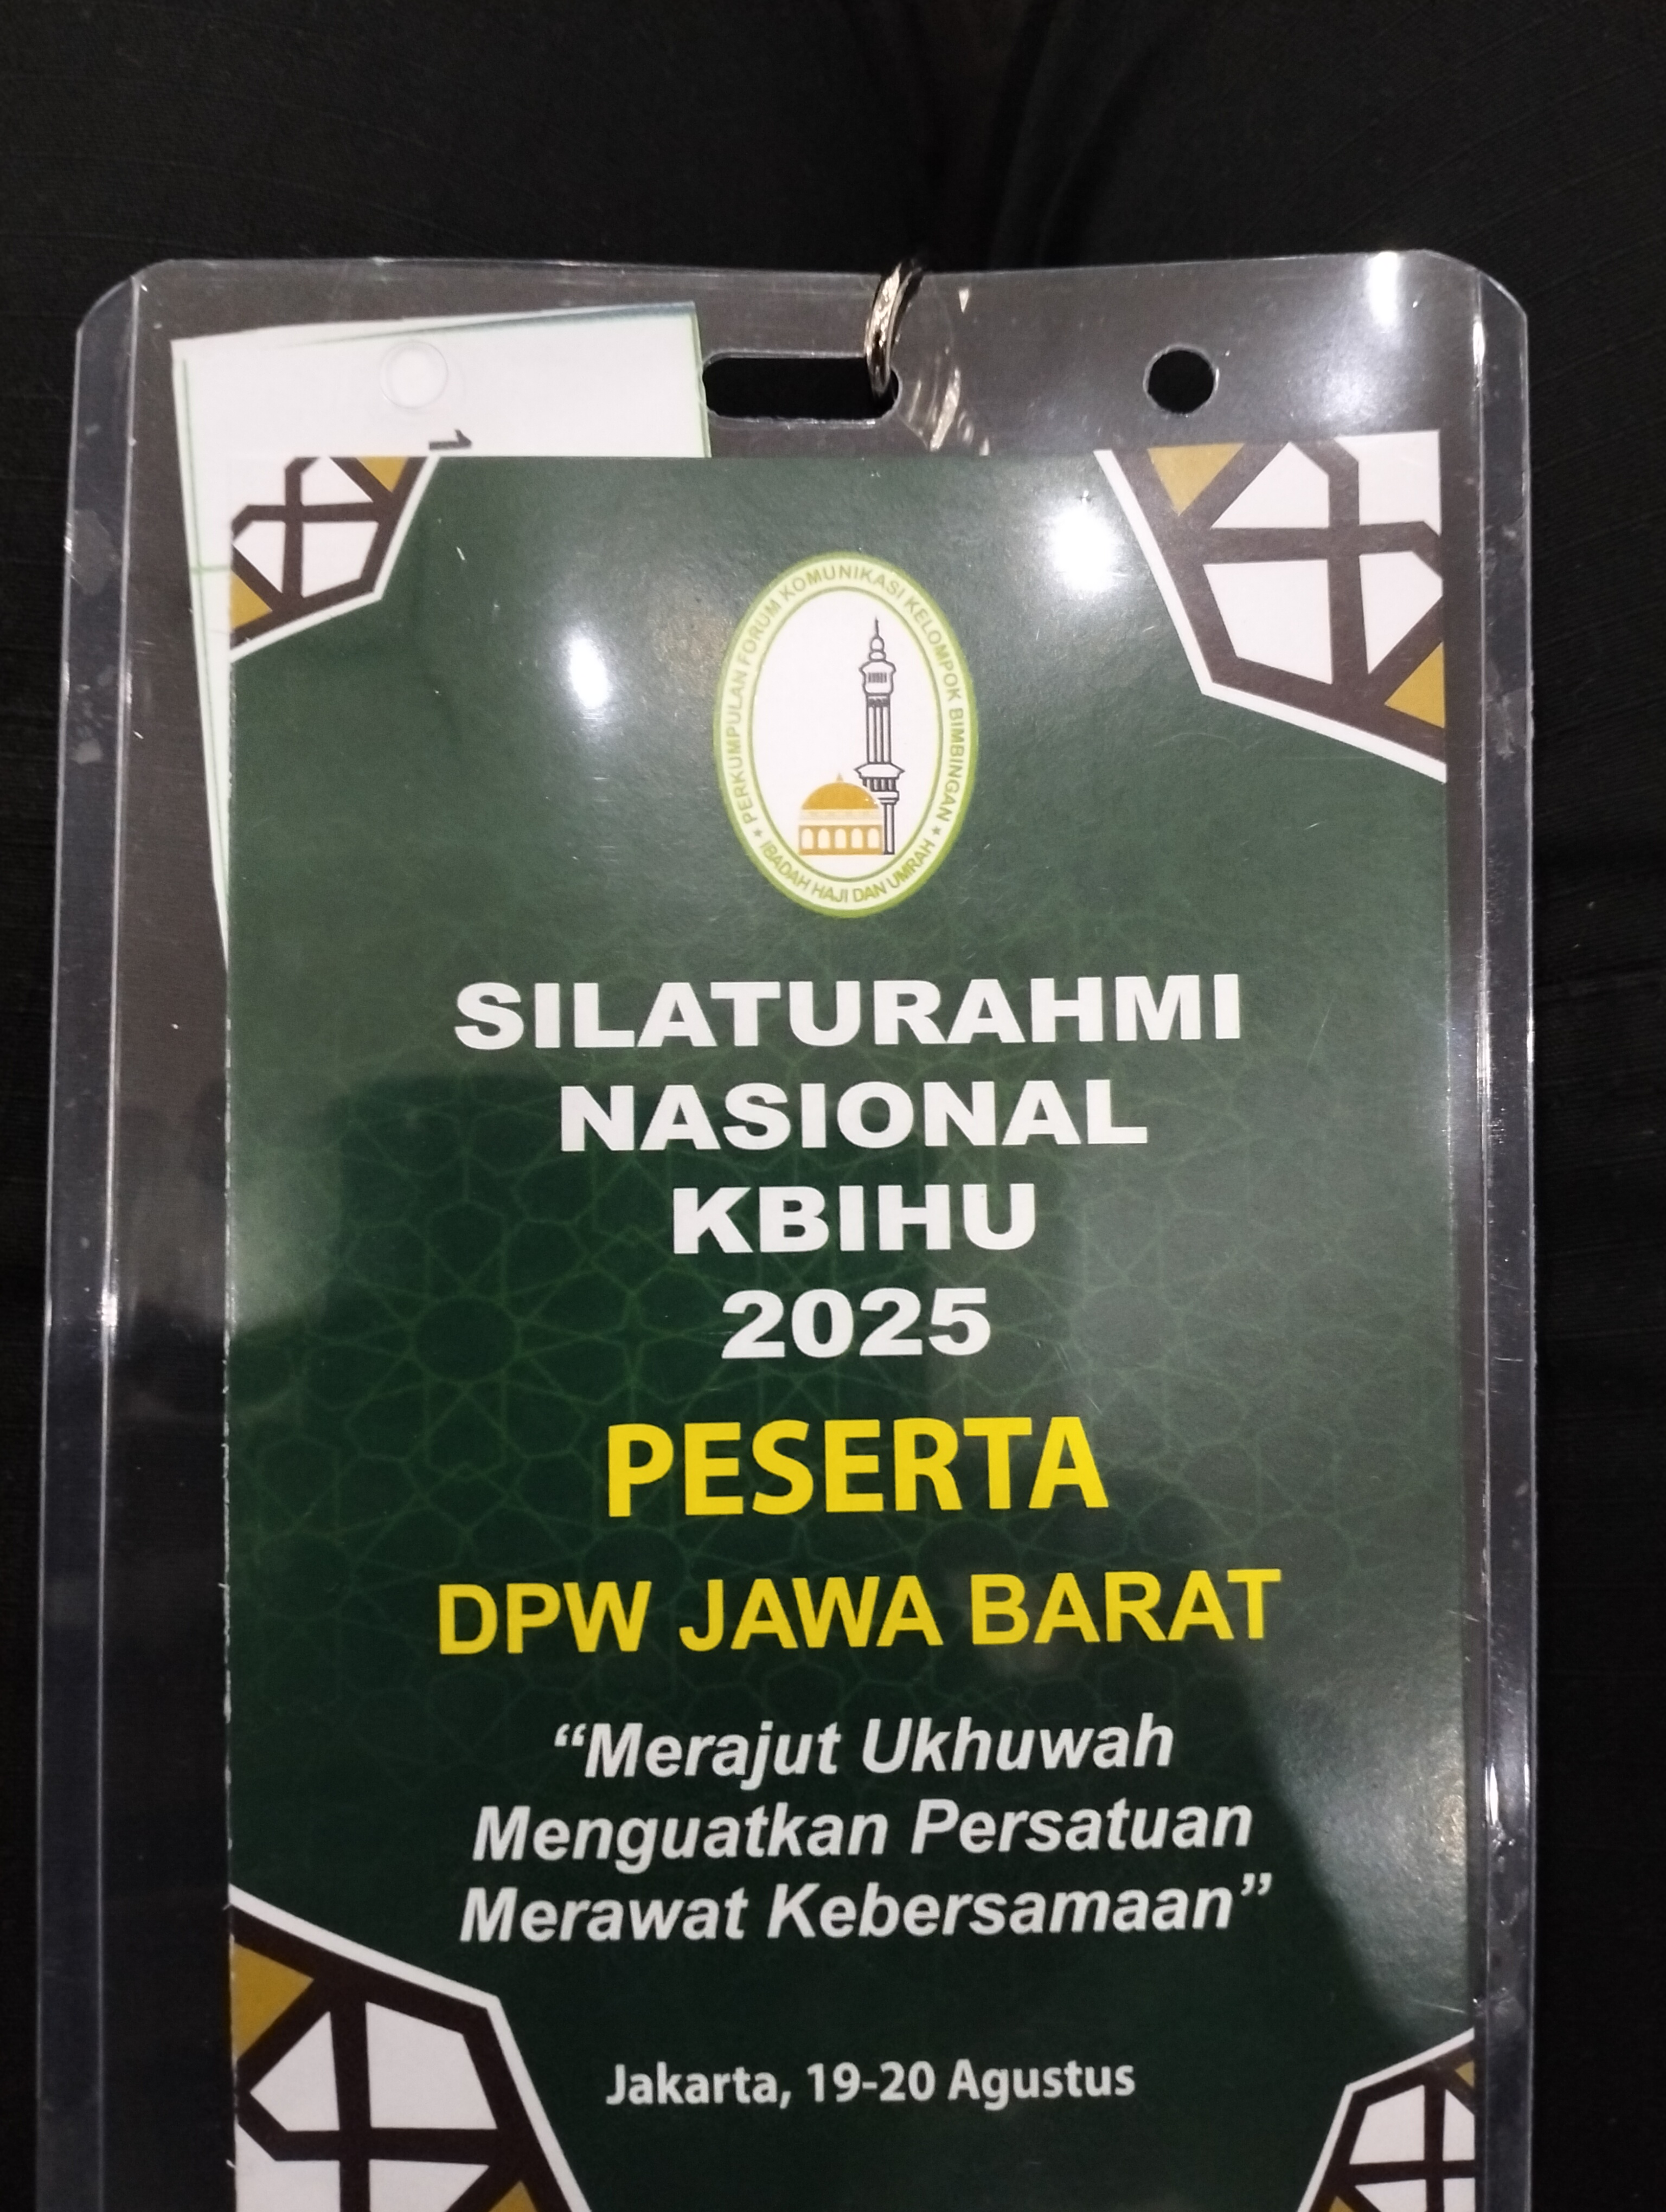 1
PERKUMPULAN FORUM KOMUNIKASI KELOMPOK BIMBINGAN
★ IBADAH HAJI DAN UMRAH ★
SILATURAHMI
NASIONAL
KBIHU
2025
PESERTA
DPW JAWA BARAT
“Merajut Ukhuwah
Menguatkan Persatuan
Merawat Kebersamaan”
Jakarta, 19-20 Agustus